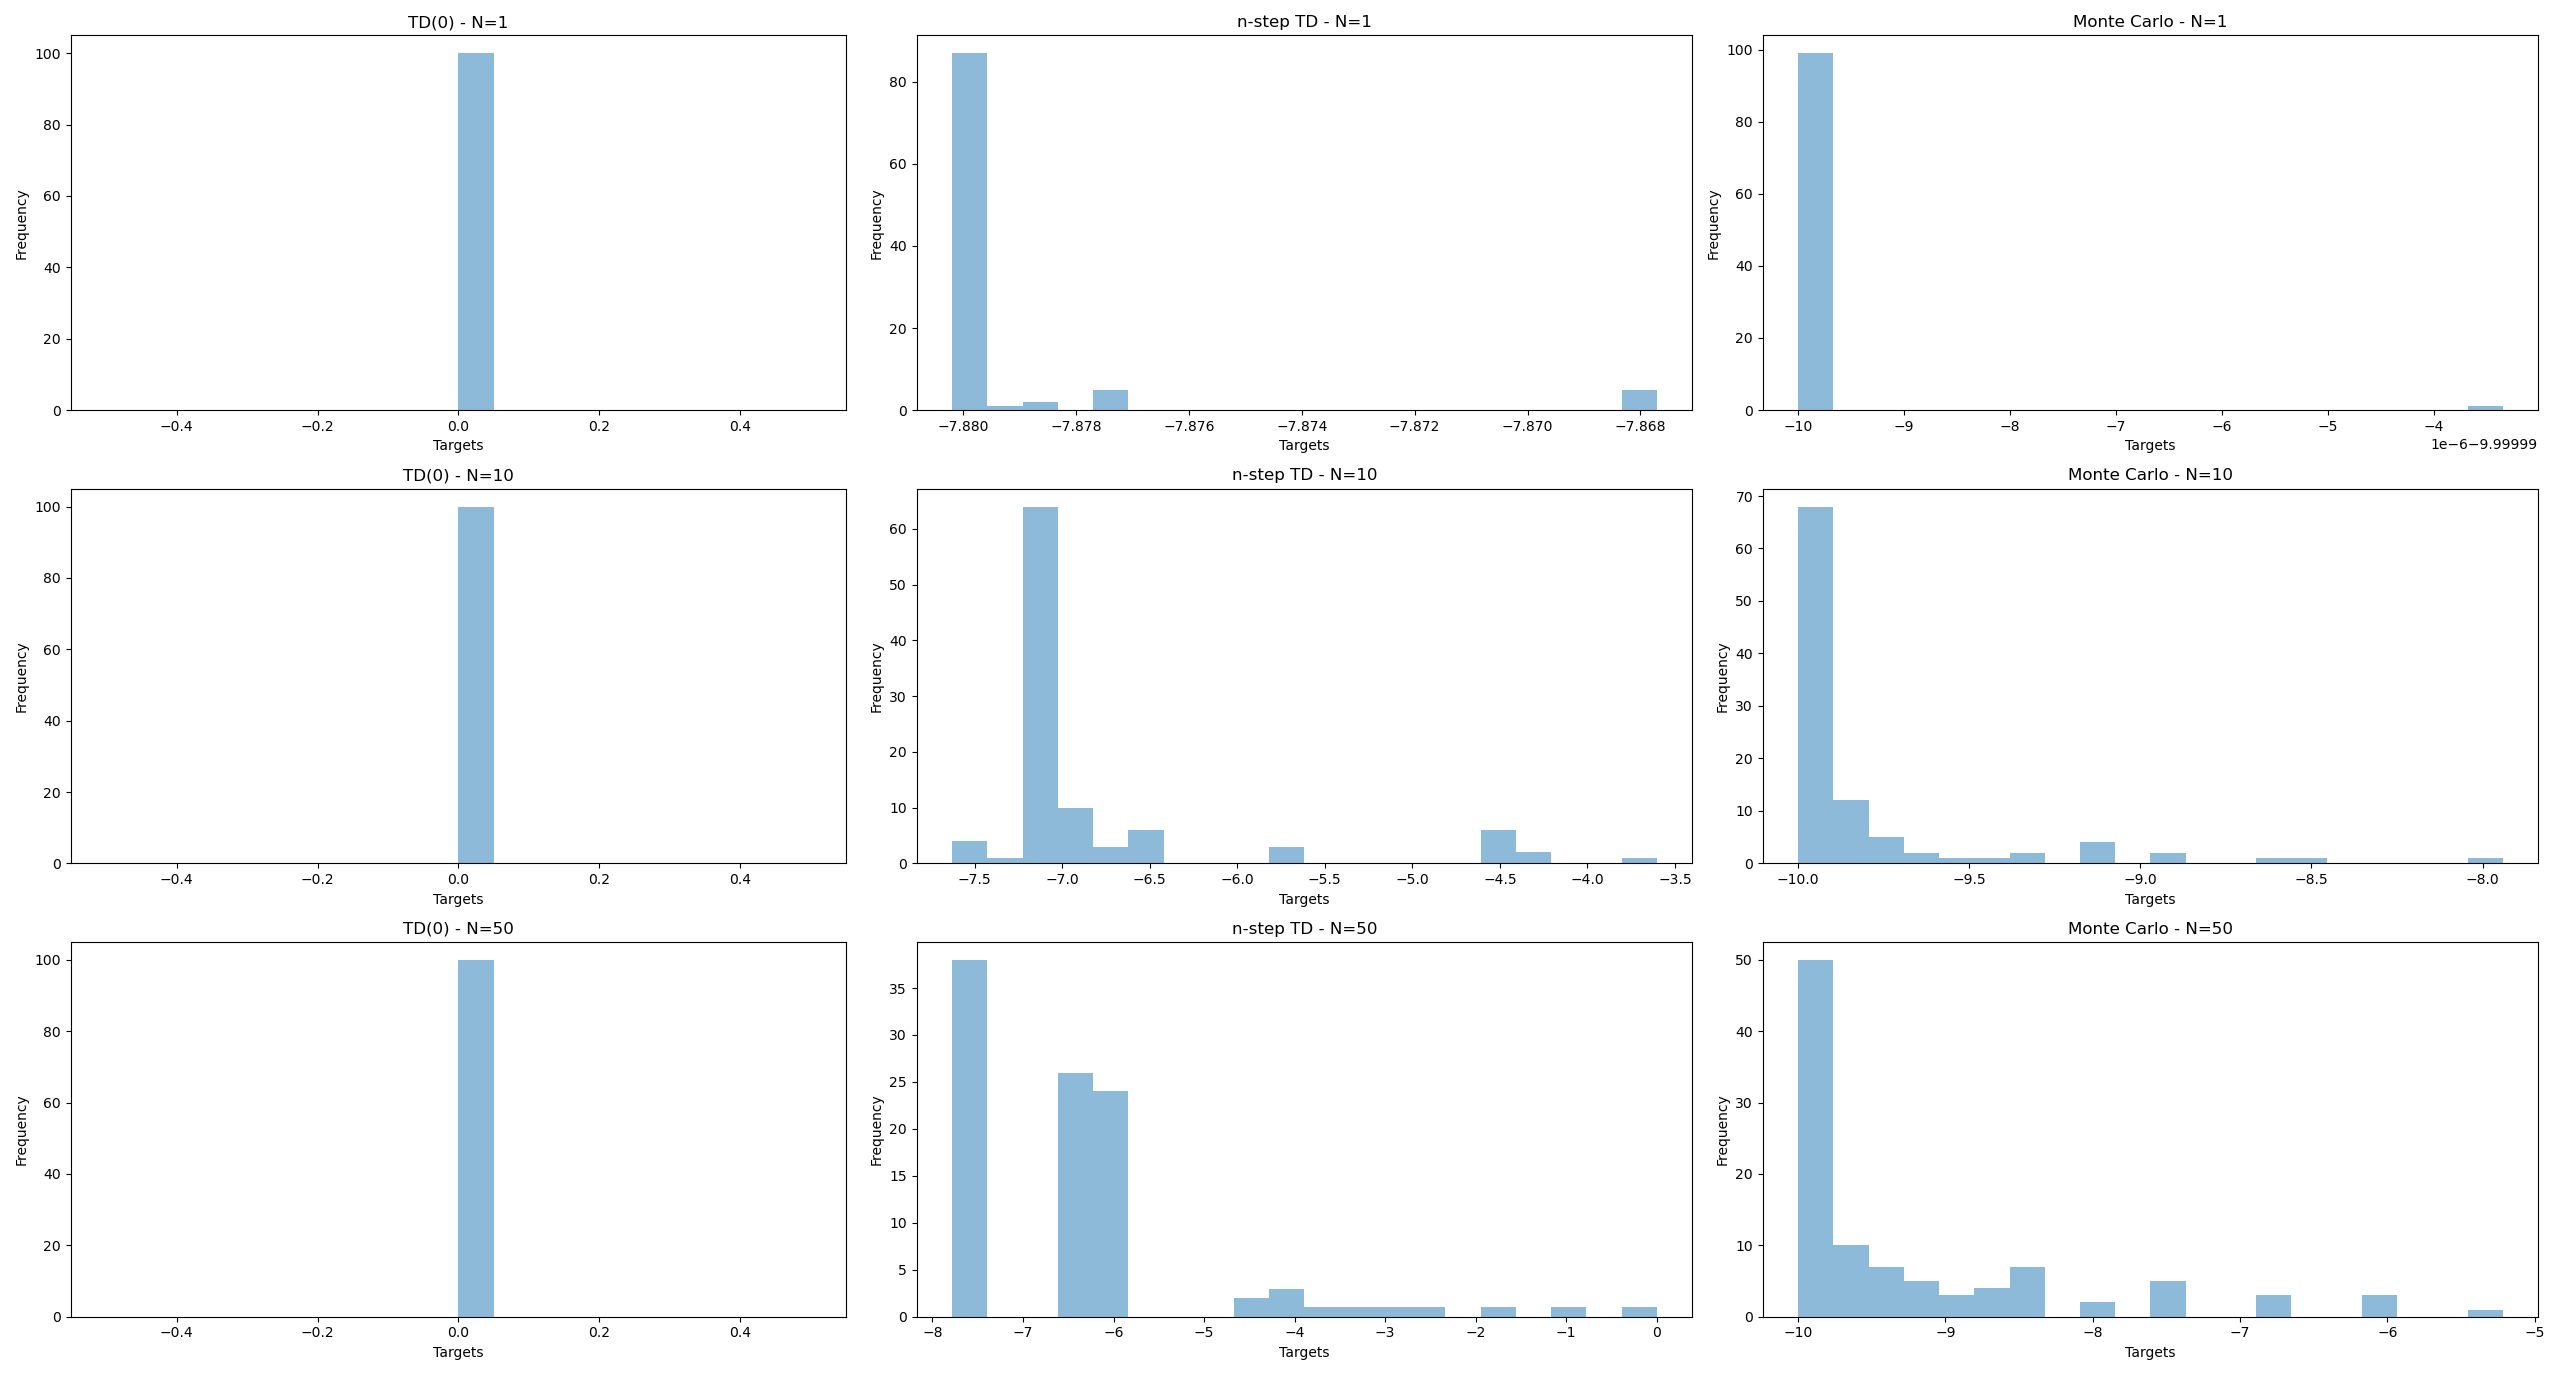 TD(0) - N=1
n-step TD - N=1
Monte Carlo - N=1
Frequency
100
80
60
40
20
0
−0.4 −0.2 0.0 0.2 0.4
Targets
Frequency
80
60
40
20
0
−7.880 −7.878 −7.876 −7.874 −7.872 −7.870 −7.868
Targets
Frequency
100
80
60
40
20
0
−10 −9 −8 −7 −6 −5 −4
1e−6−9.99999
Targets
TD(0) - N=10
n-step TD - N=10
Monte Carlo - N=10
Frequency
100
80
60
40
20
0
−0.4 −0.2 0.0 0.2 0.4
Targets
Frequency
60
50
40
30
20
10
0
−7.5 −7.0 −6.5 −6.0 −5.5 −5.0 −4.5 −4.0 −3.5
Targets
Frequency
70
60
50
40
30
20
10
0
−10.0 −9.5 −9.0 −8.5 −8.0
Targets
TD(0) - N=50
n-step TD - N=50
Monte Carlo - N=50
Frequency
100
80
60
40
20
0
−0.4 −0.2 0.0 0.2 0.4
Targets
Frequency
35
30
25
20
15
10
5
0
−8 −7 −6 −5 −4 −3 −2 −1 0
Targets
Frequency
50
40
30
20
10
0
−10 −9 −8 −7 −6 −5
Targets